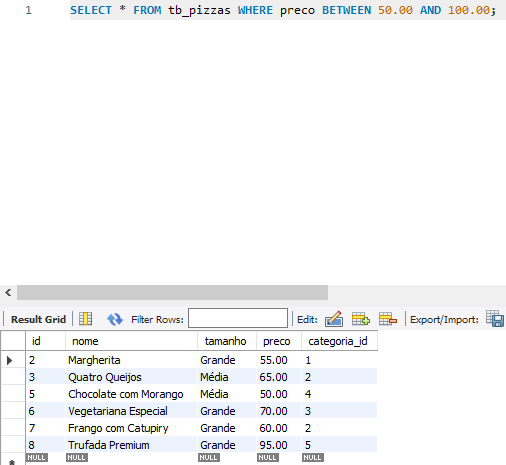 1 SELECT * FROM tb_pizzas WHERE preco BETWEEN 50.00 AND 100.00;
Result Grid Filter Rows: Edit: Export/Import:
id nome tamanho preco categoria_id
2 Margherita Grande 55.00 1
3 Quatro Queijos Média 65.00 2
5 Chocolate com Morango Média 50.00 4
6 Vegetariana Especial Grande 70.00 3
7 Frango com Catupiry Grande 60.00 2
8 Trufada Premium Grande 95.00 5
NULL NULL NULL NULL NULL